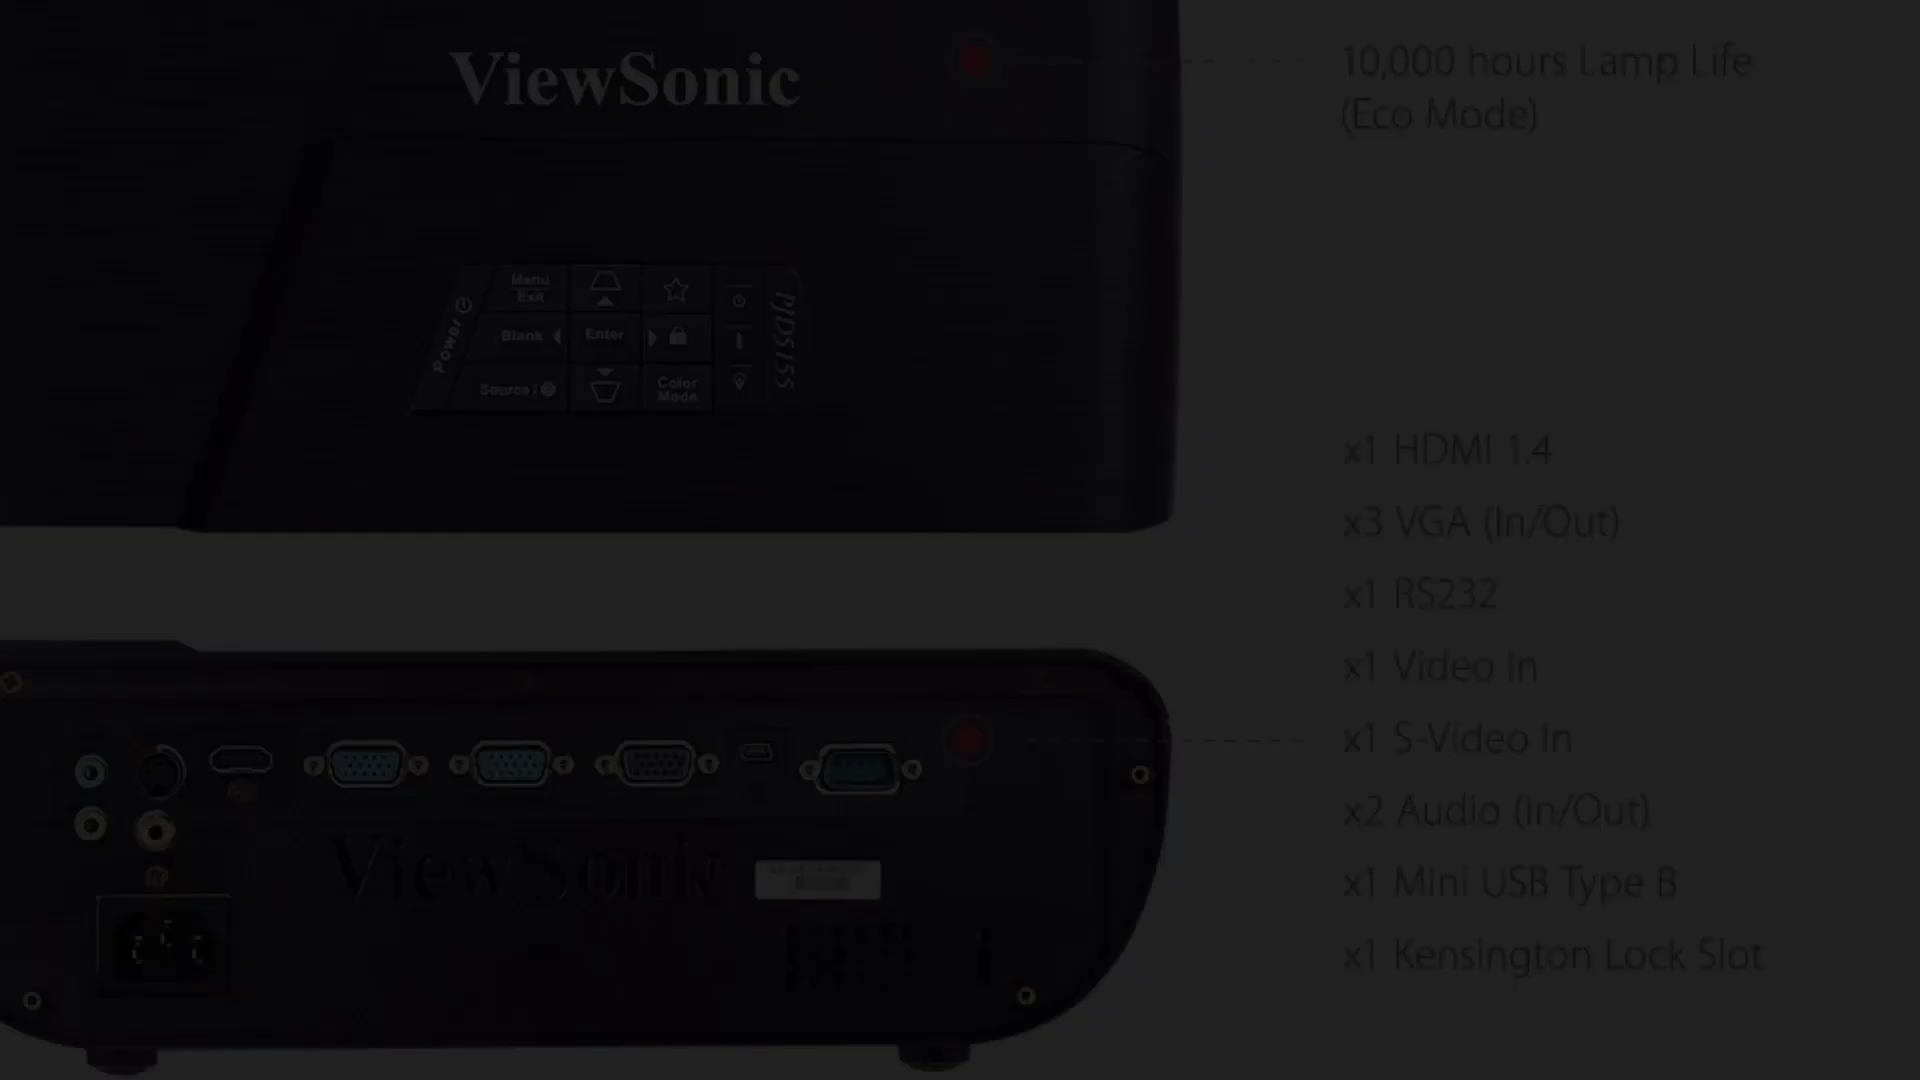 ViewSonic
10,000 hours Lamp Life
(Eco Mode)
Power
Menu
Exit
Blank
Enter
Source
Color
Mode
PJD5155
x1 HDMI 1.4
x3 VGA (In/Out)
x1 RS232
x1 Video In
x1 S-Video In
x2 Audio (In/Out)
x1 Mini USB Type B
x1 Kensington Lock Slot
ViewSonic